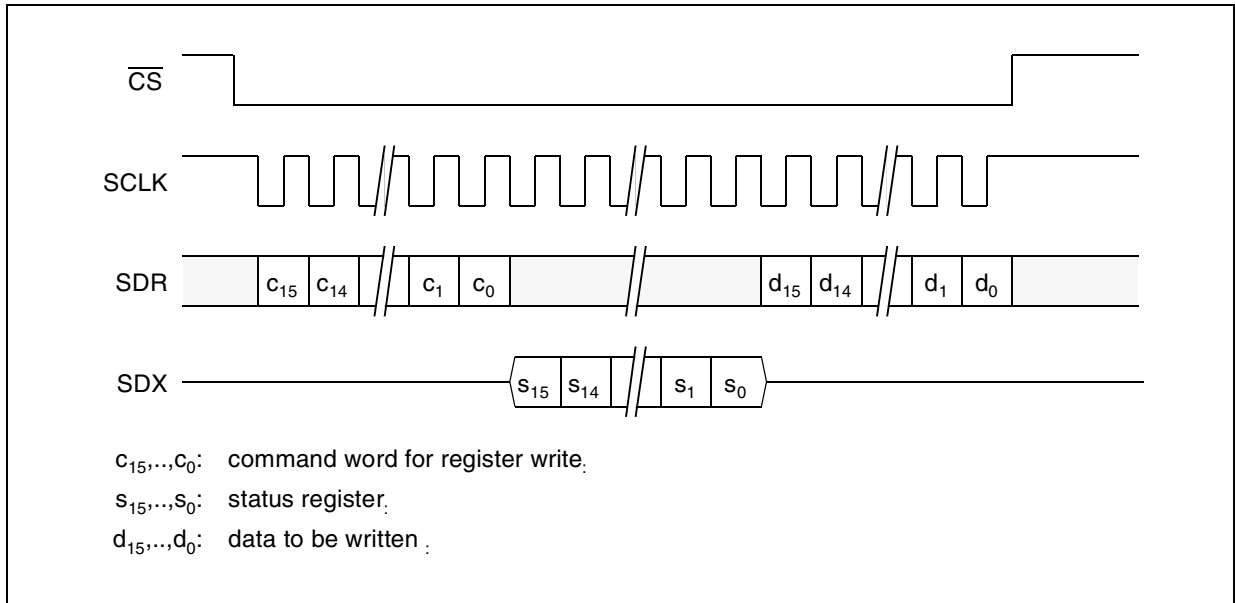 CS
SCLK
SDR c15 c14 c1 c0 d15 d14 d1 d0
SDX s15 s14 s1 s0
c15,..,c0: command word for register write:
s15,..,s0: status register:
d15,..,d0: data to be written :